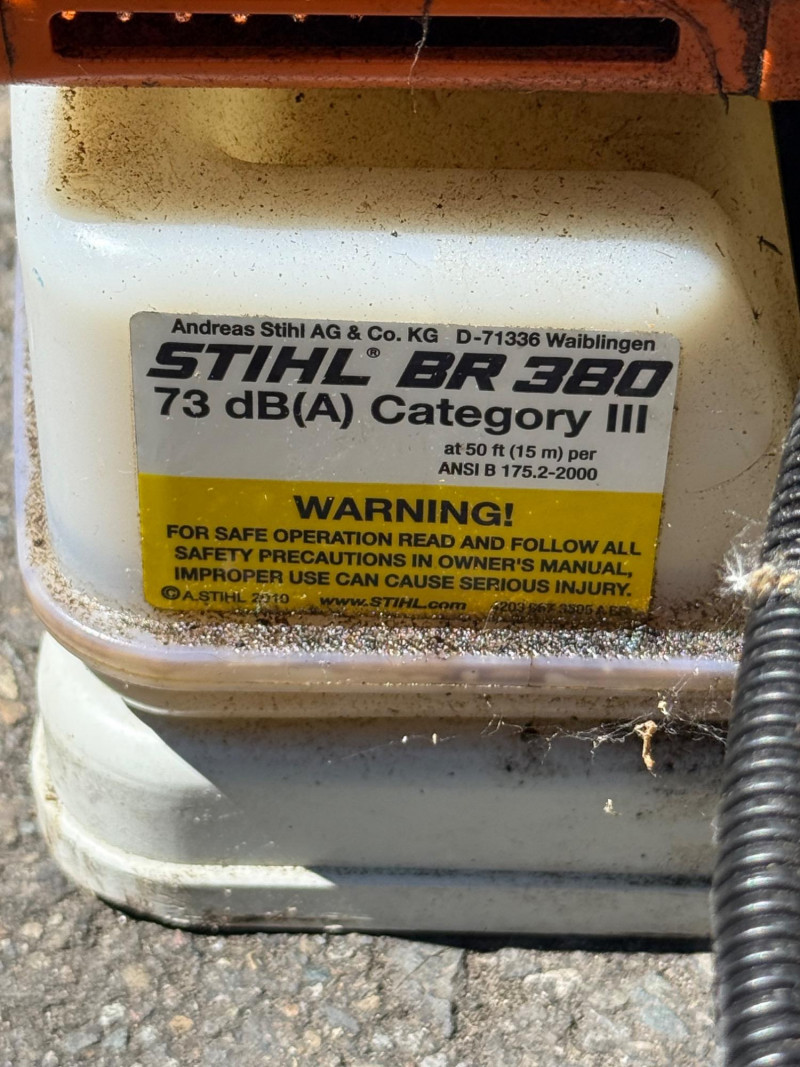 Andreas Stihl AG & Co. KG D-71336 Waiblingen
STIHL® BR 380
73 dB(A) Category III
at 50 ft (15 m) per
ANSI B 175.2-2000
WARNING!
FOR SAFE OPERATION READ AND FOLLOW ALL
SAFETY PRECAUTIONS IN OWNER'S MANUAL,
IMPROPER USE CAN CAUSE SERIOUS INJURY.
© A.STIHL 2010 www.STIHL.com